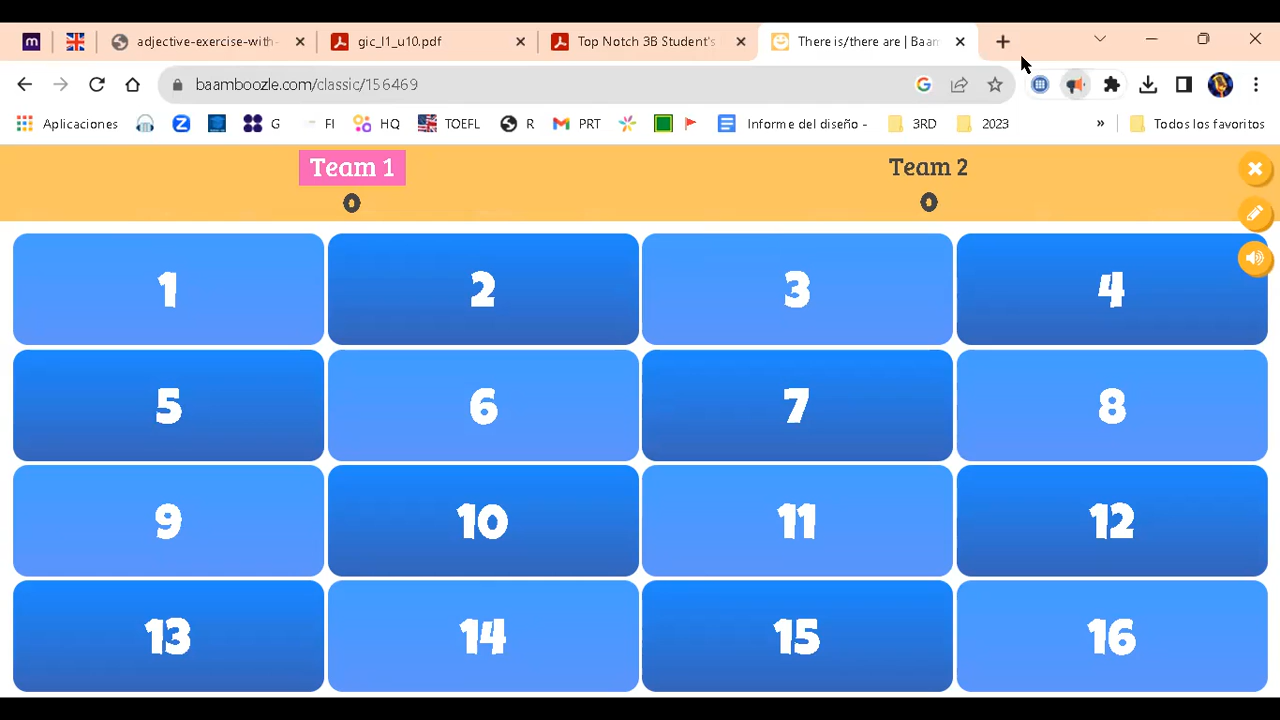 adjective-exercise-with-
gic_l1_u10.pdf
Top Notch 3B Student's
There is/there are | Baam
baamboozle.com/classic/156469
Aplicaciones
G
FI
HQ
TOEFL
R
PRT
Informe del diseño -
3RD
2023
»
Todos los favoritos
Team 1
Team 2
0
0
1
2
3
4
5
6
7
8
9
10
11
12
13
14
15
16